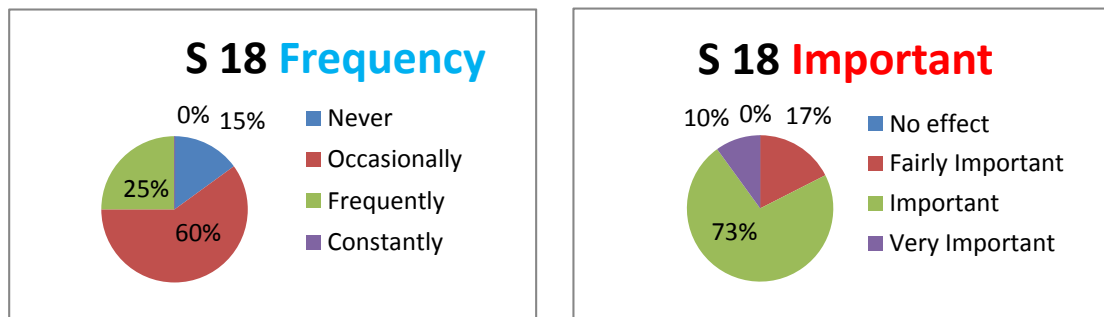 S 18 Frequency
0% 15%
25%
60%
Never
Occasionally
Frequently
Constantly
S 18 Important
10% 0% 17%
73%
No effect
Fairly Important
Important
Very Important